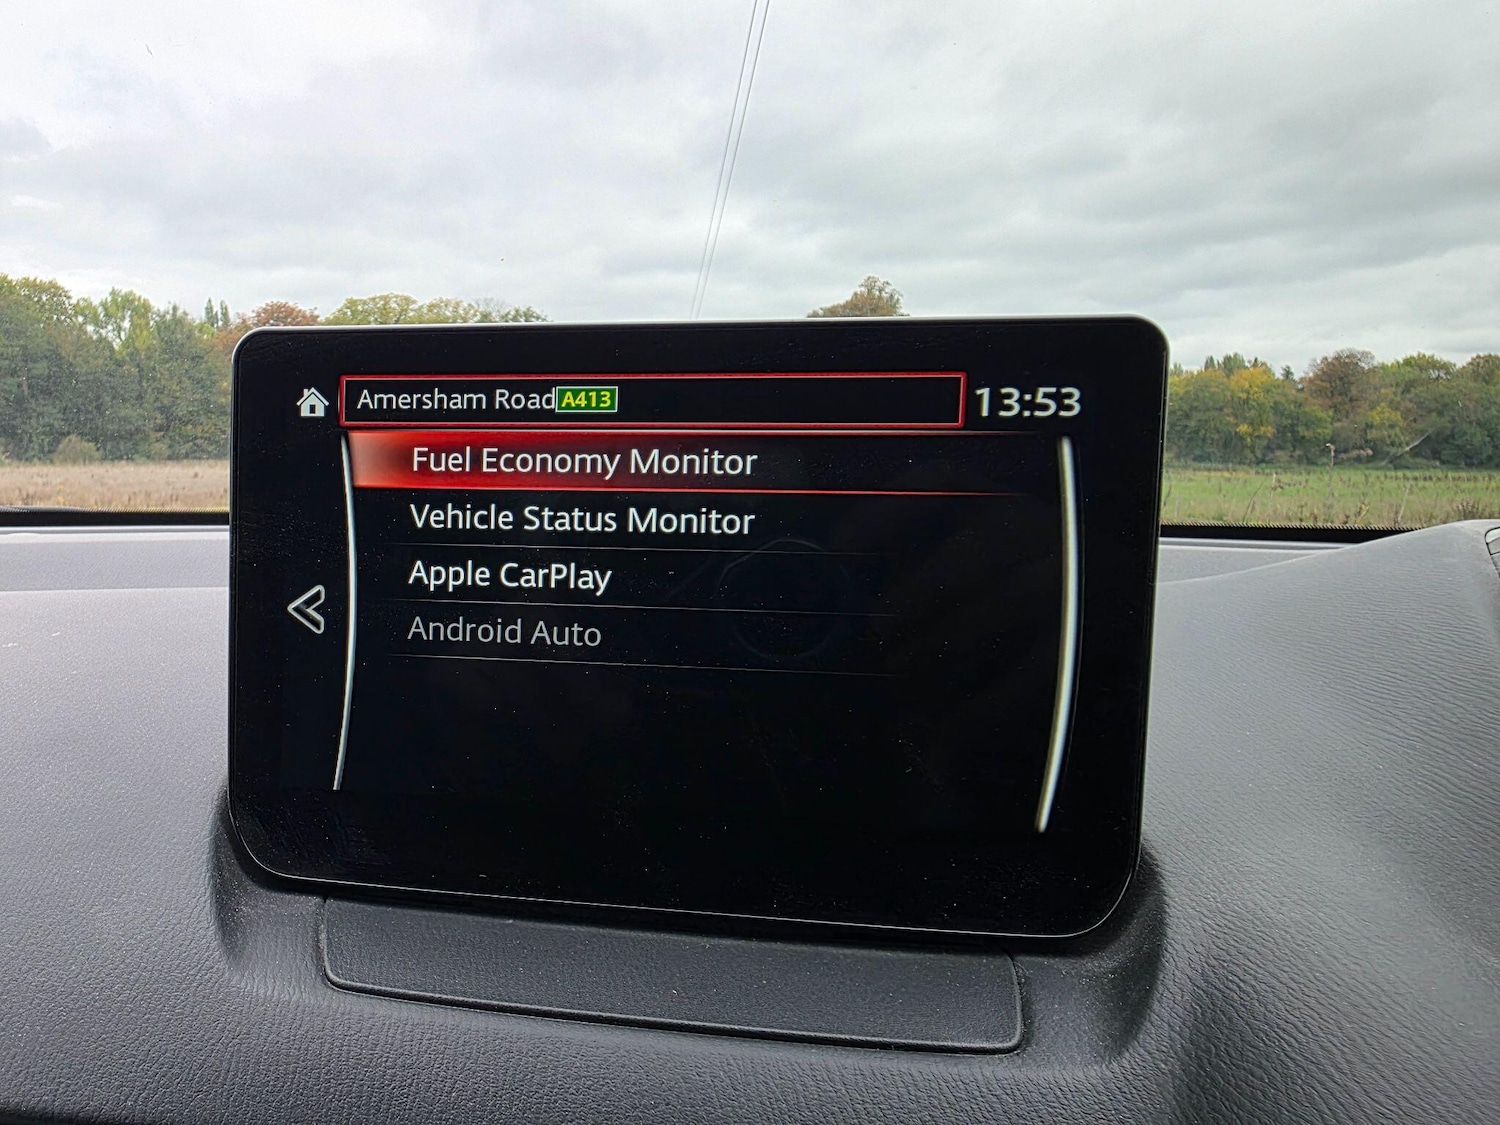 Amersham Road A413 13:53
Fuel Economy Monitor
Vehicle Status Monitor
Apple CarPlay
Android Auto